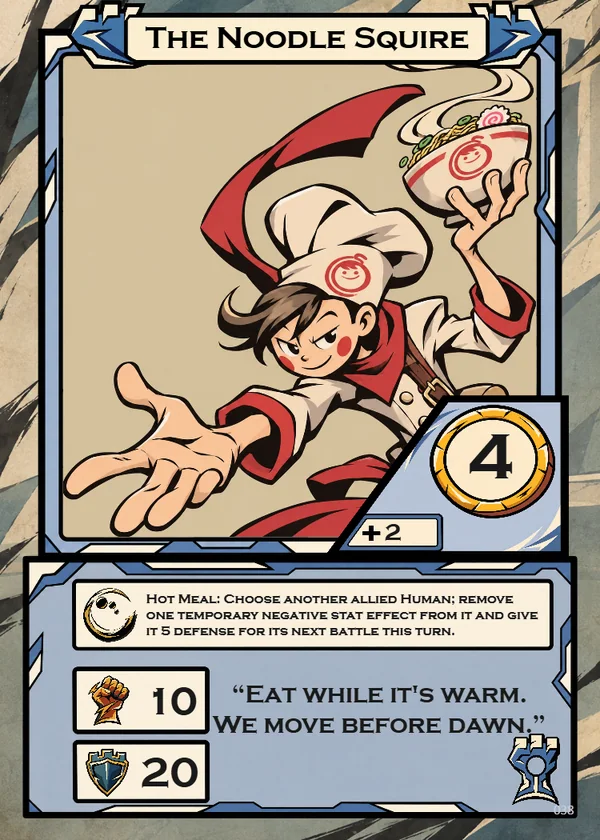 The Noodle Squire
4
+2
Hot Meal: Choose another allied Human; remove
one temporary negative stat effect from it and give
it 5 defense for its next battle this turn.
10
“Eat while it's warm.
We move before dawn.”
20
038